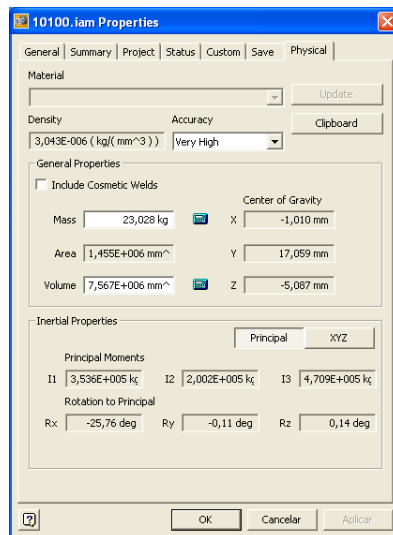 10100.iam Properties
General Summary Project Status Custom Save Physical
Material
Update
Density Accuracy Clipboard
3,043E-006 ( kg/( mm^3 ) ) Very High
General Properties
Include Cosmetic Welds
Center of Gravity
Mass 23,028 kg X -1,010 mm
Area 1,455E+006 mm^ Y 17,059 mm
Volume 7,567E+006 mm^ Z -5,087 mm
Inertial Properties
Principal XYZ
Principal Moments
I1 3,536E+005 kg I2 2,002E+005 kg I3 4,709E+005 kg
Rotation to Principal
Rx -25,76 deg Ry -0,11 deg Rz 0,14 deg
? OK Cancelar Aplicar